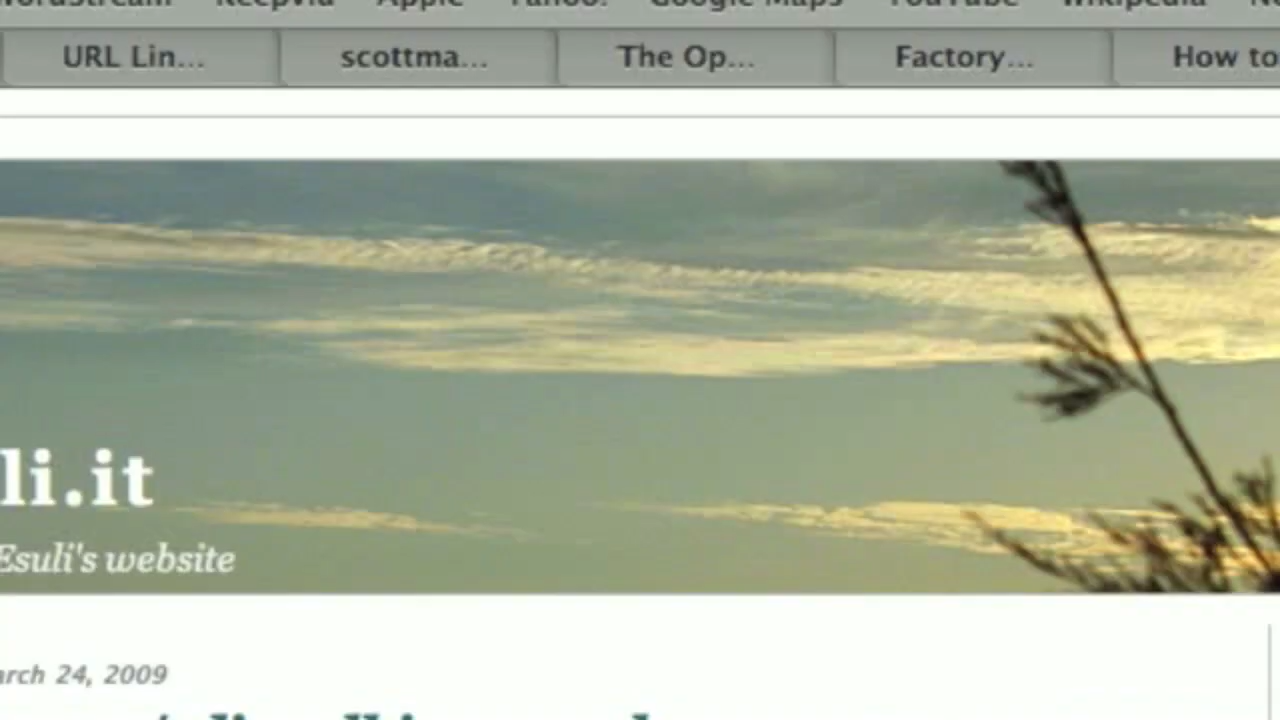 WordStream Keepvid Apple Yahoo! Google Maps YouTube Wikipedia
URL Lin... scottma... The Op... Factory... How to
li.it
Esuli's website
arch 24, 2009